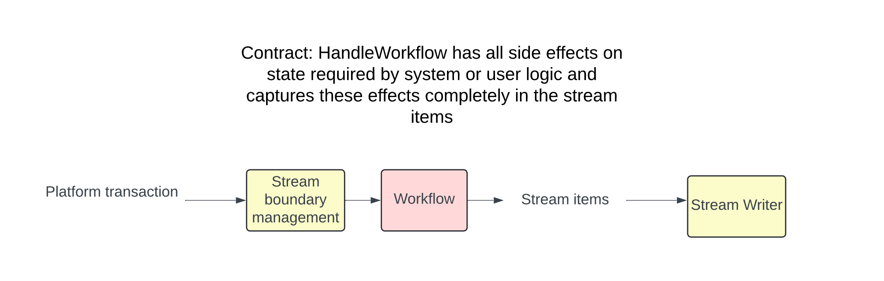 Contract: HandleWorkflow has all side effects on
state required by system or user logic and
captures these effects completely in the stream
items
Platform transaction
Stream
boundary
management
Workflow
Stream items
Stream Writer